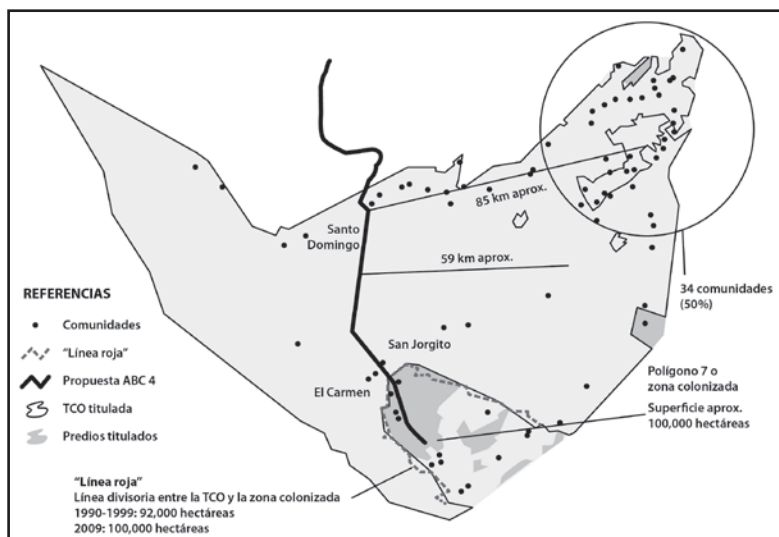 85 km aprox.
Santo
Domingo
59 km aprox.
34 comunidades
(50%)
REFERENCIAS
Comunidades
"Línea roja"
Propuesta ABC 4
TCO titulada
Predios titulados
San Jorgito
El Carmen
Polígono 7 o
zona colonizada
Superficie aprox.
100,000 hectáreas
"Línea roja"
Línea divisoria entre la TCO y la zona colonizada
1990-1999: 92,000 hectáreas
2009: 100,000 hectáreas